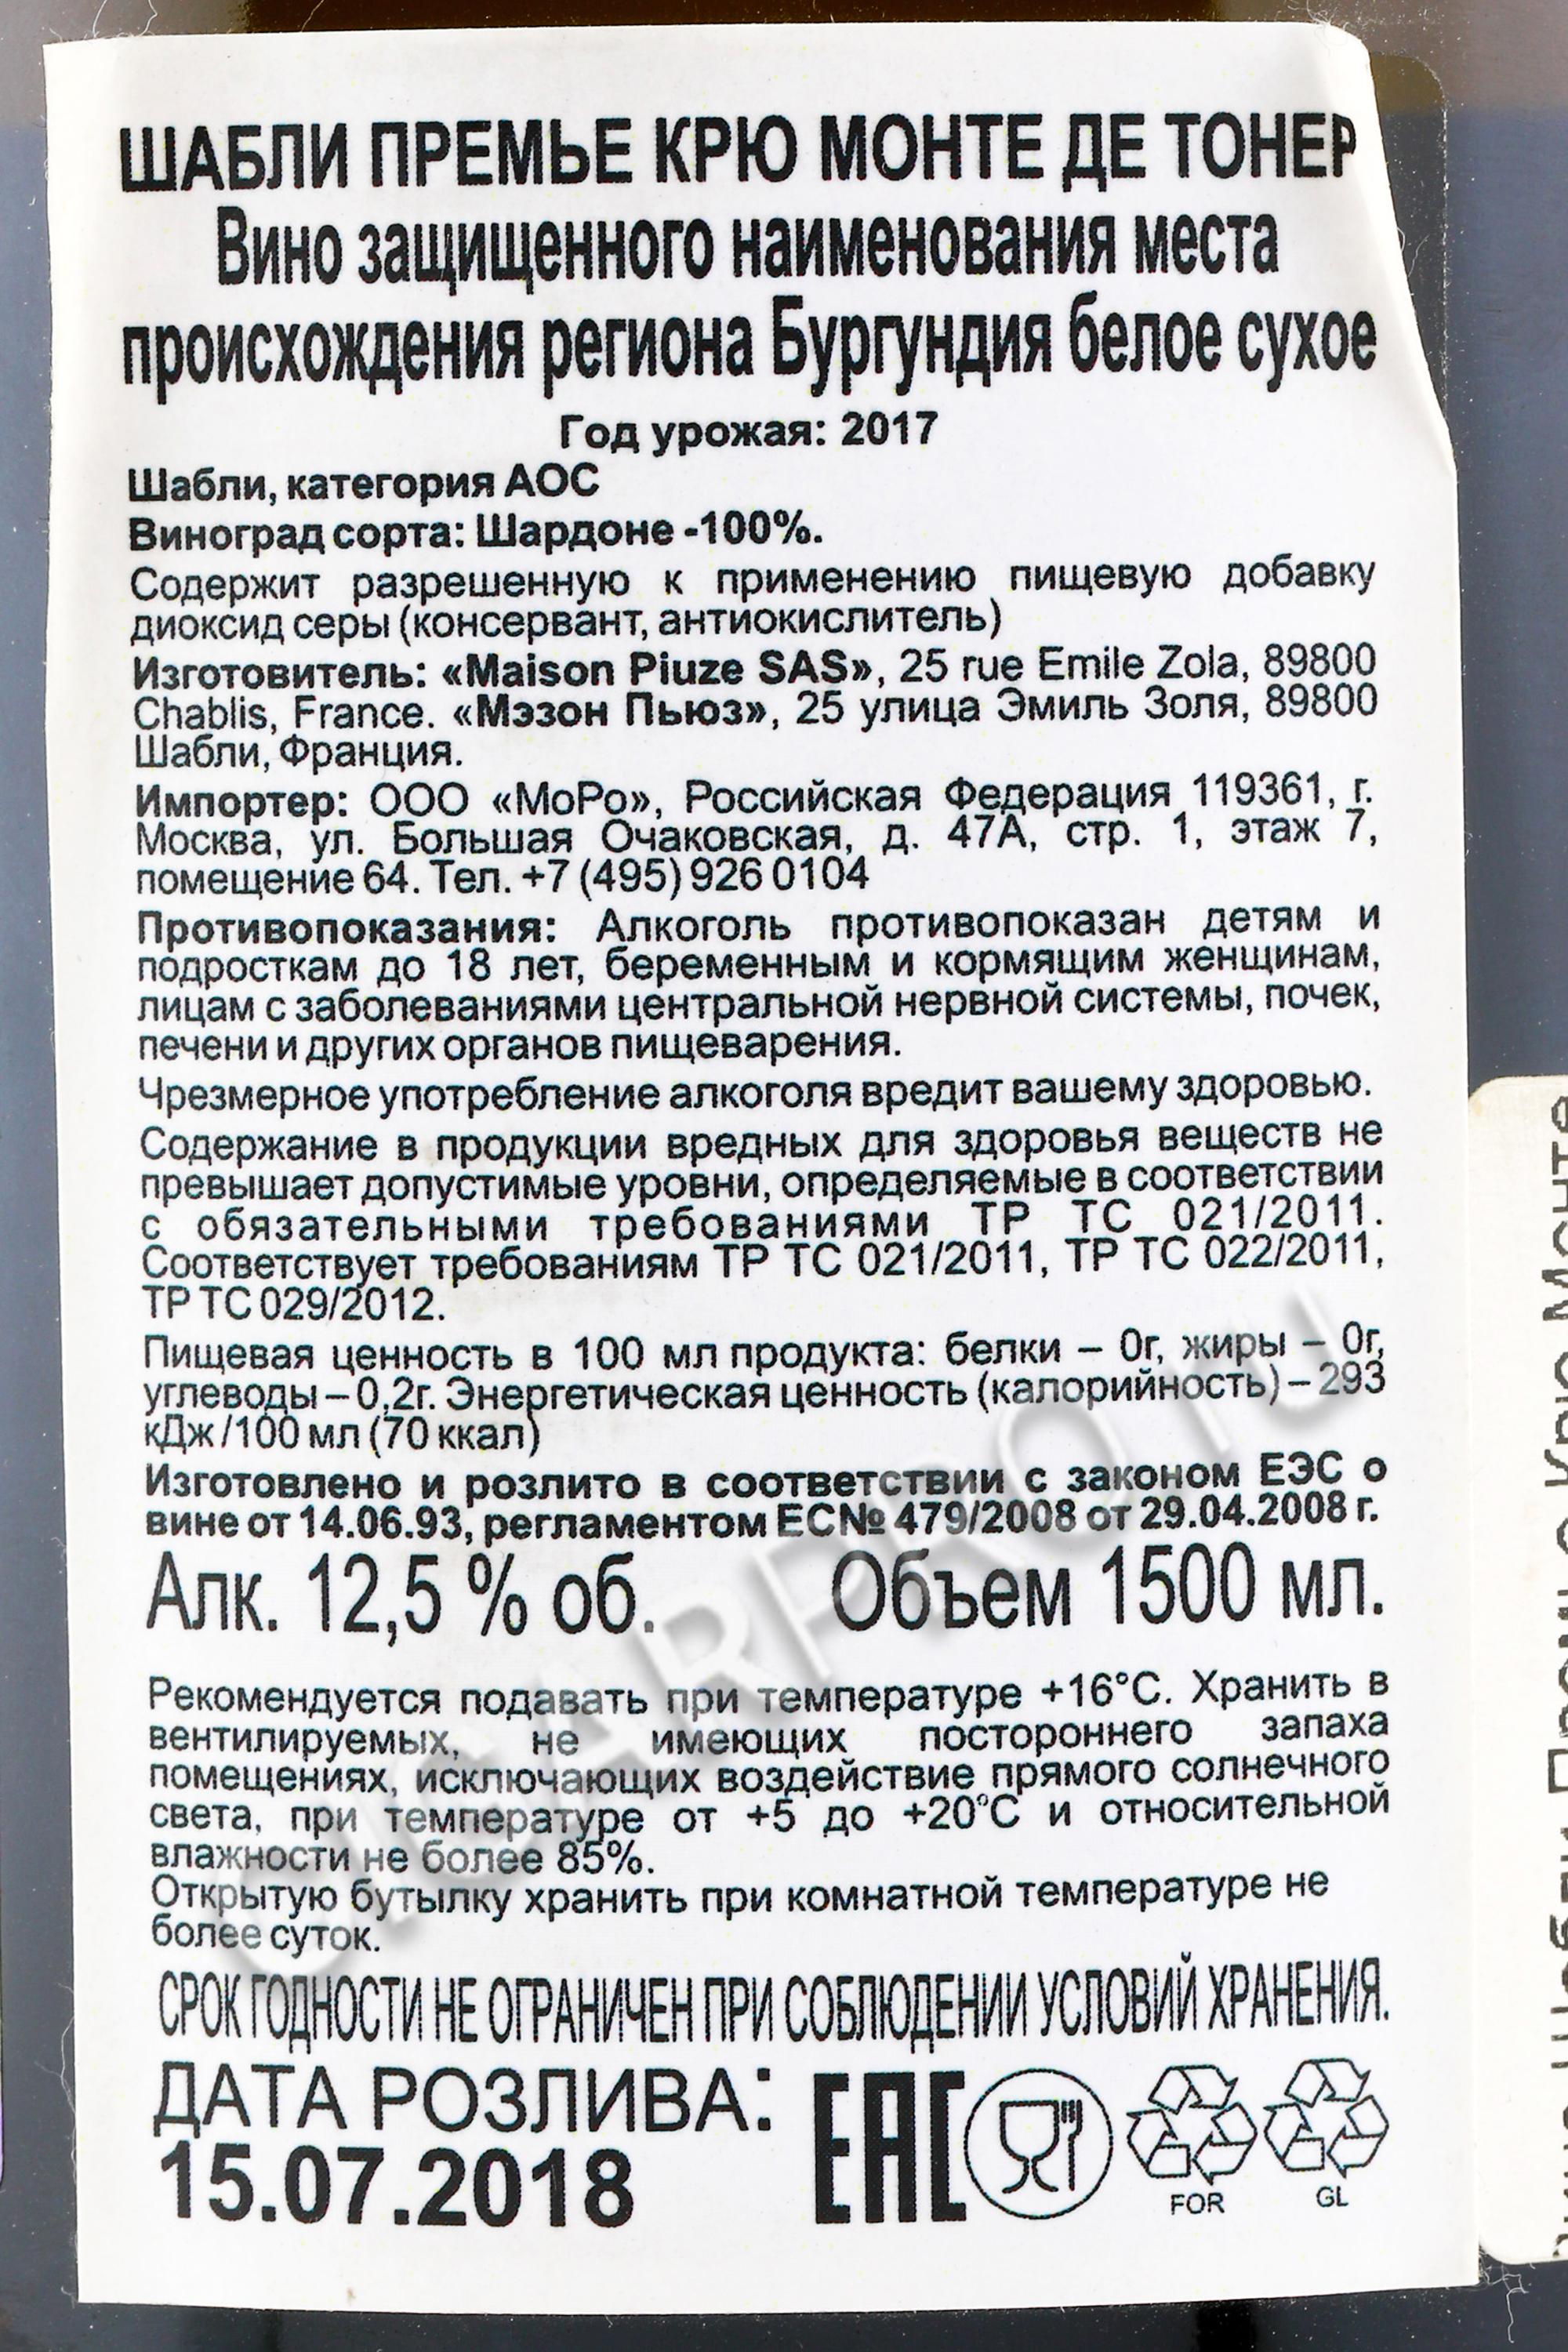 ШАБЛИ ПРЕМЬЕ КРЮ МОНТЕ ДЕ ТОНЕР
Вино защищенного наименования места
происхождения региона Бургундия белое сухое
Год урожая: 2017
Шабли, категория АОС
Виноград сорта: Шардоне -100%.
Содержит разрешенную к применению пищевую добавку
диоксид серы (консервант, антиокислитель)
Изготовитель: «Maison Piuze SAS», 25 rue Emile Zola, 89800
Chablis, France. «Мэзон Пьюз», 25 улица Эмиль Золя, 89800
Шабли, Франция.
Импортер: ООО «МоРо», Российская Федерация 119361, г.
Москва, ул. Большая Очаковская, д. 47А, стр. 1, этаж 7,
помещение 64. Тел. +7 (495) 926 0104
Противопоказания: Алкоголь противопоказан детям и
подросткам до 18 лет, беременным и кормящим женщинам,
лицам с заболеваниями центральной нервной системы, почек,
печени и других органов пищеварения.
Чрезмерное употребление алкоголя вредит вашему здоровью.
Содержание в продукции вредных для здоровья веществ не
превышает допустимые уровни, определяемые в соответствии
с обязательными требованиями ТР ТС 021/2011.
Соответствует требованиям ТР ТС 021/2011, ТР ТС 022/2011,
ТР ТС 029/2012.
Пищевая ценность в 100 мл продукта: белки – 0г, жиры – 0г,
углеводы – 0,2г. Энергетическая ценность (калорийность) – 293
кДж /100 мл (70 ккал)
Изготовлено и розлито в соответствии с законом ЕЭС о
вине от 14.06.93, регламентом ЕС№ 479/2008 от 29.04.2008 г.
Алк. 12,5 % об. Объем 1500 мл.
Рекомендуется подавать при температуре +16°С. Хранить в
вентилируемых, не имеющих постороннего запаха
помещениях, исключающих воздействие прямого солнечного
света, при температуре от +5 до +20°С и относительной
влажности не более 85%.
Открытую бутылку хранить при комнатной температуре не
более суток.
СРОК ГОДНОСТИ НЕ ОГРАНИЧЕН ПРИ СОБЛЮДЕНИИ УСЛОВИЙ ХРАНЕНИЯ.
ДАТА РОЗЛИВА:
15.07.2018
EAC
FOR
GL
CIGARPRO.ru